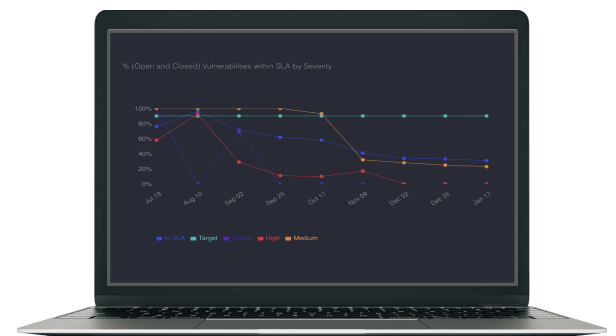 % (Open and Closed) Vulnerabilities within SLA by Severity
100%
80%
60%
40%
20%
0%
Jul 18
Aug 10
Sep 02
Sep 25
Oct 17
Nov 09
Dec 02
Dec 25
Jan 17
In SLA Target Critical High Medium